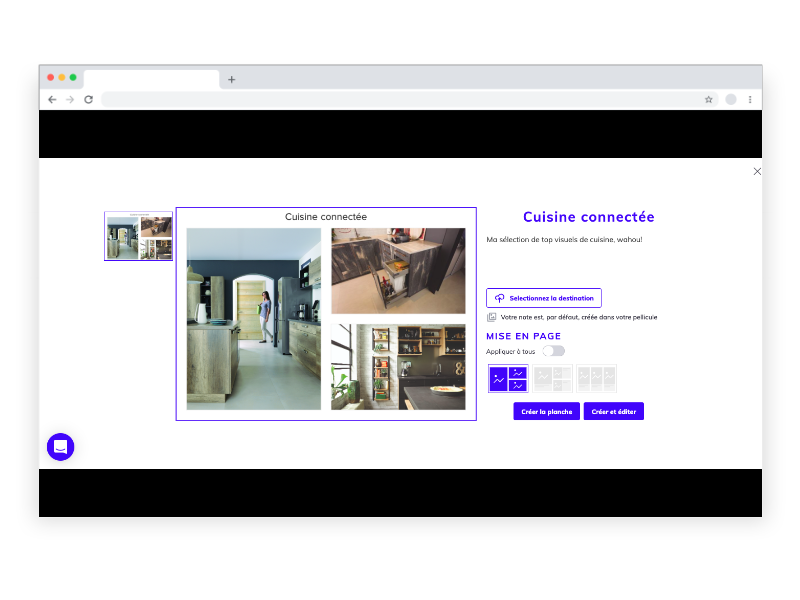 Cuisine connectée
Cuisine connectée
Ma sélection de top visuels de cuisine, wahou!
Selectionnez la destination
Votre note est, par défaut, créée dans votre pellicule
MISE EN PAGE
Appliquer à tous
Créer la planche
Créer et éditer